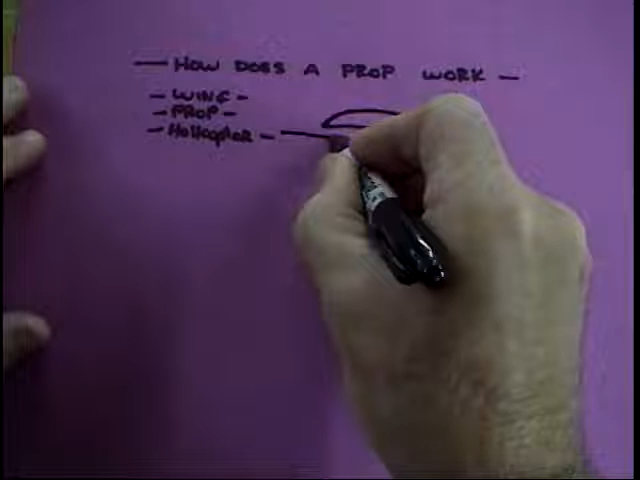 — HOW DOES A PROP WORK —
— WING —
— PROP —
— Helicopter —